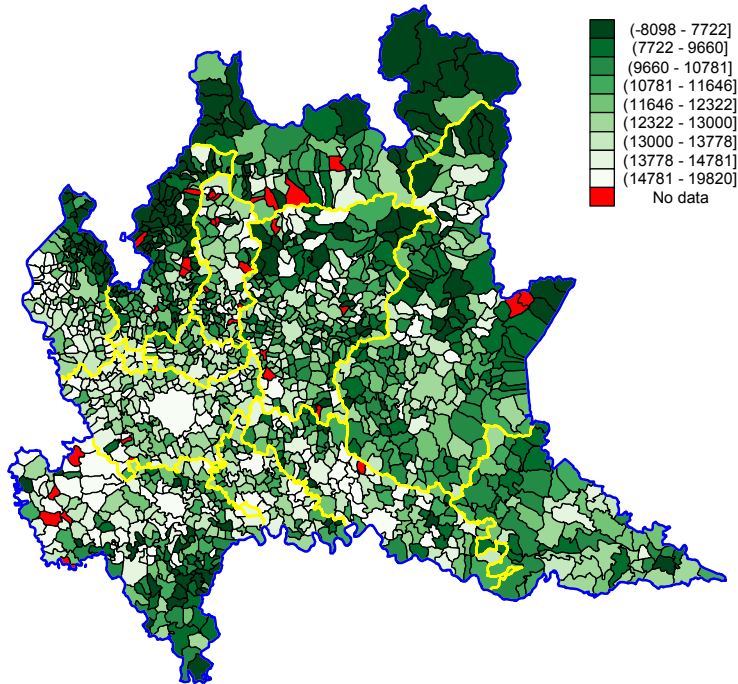 (-8098 - 7722]
(7722 - 9660]
(9660 - 10781]
(10781 - 11646]
(11646 - 12322]
(12322 - 13000]
(13000 - 13778]
(13778 - 14781]
(14781 - 19820]
No data